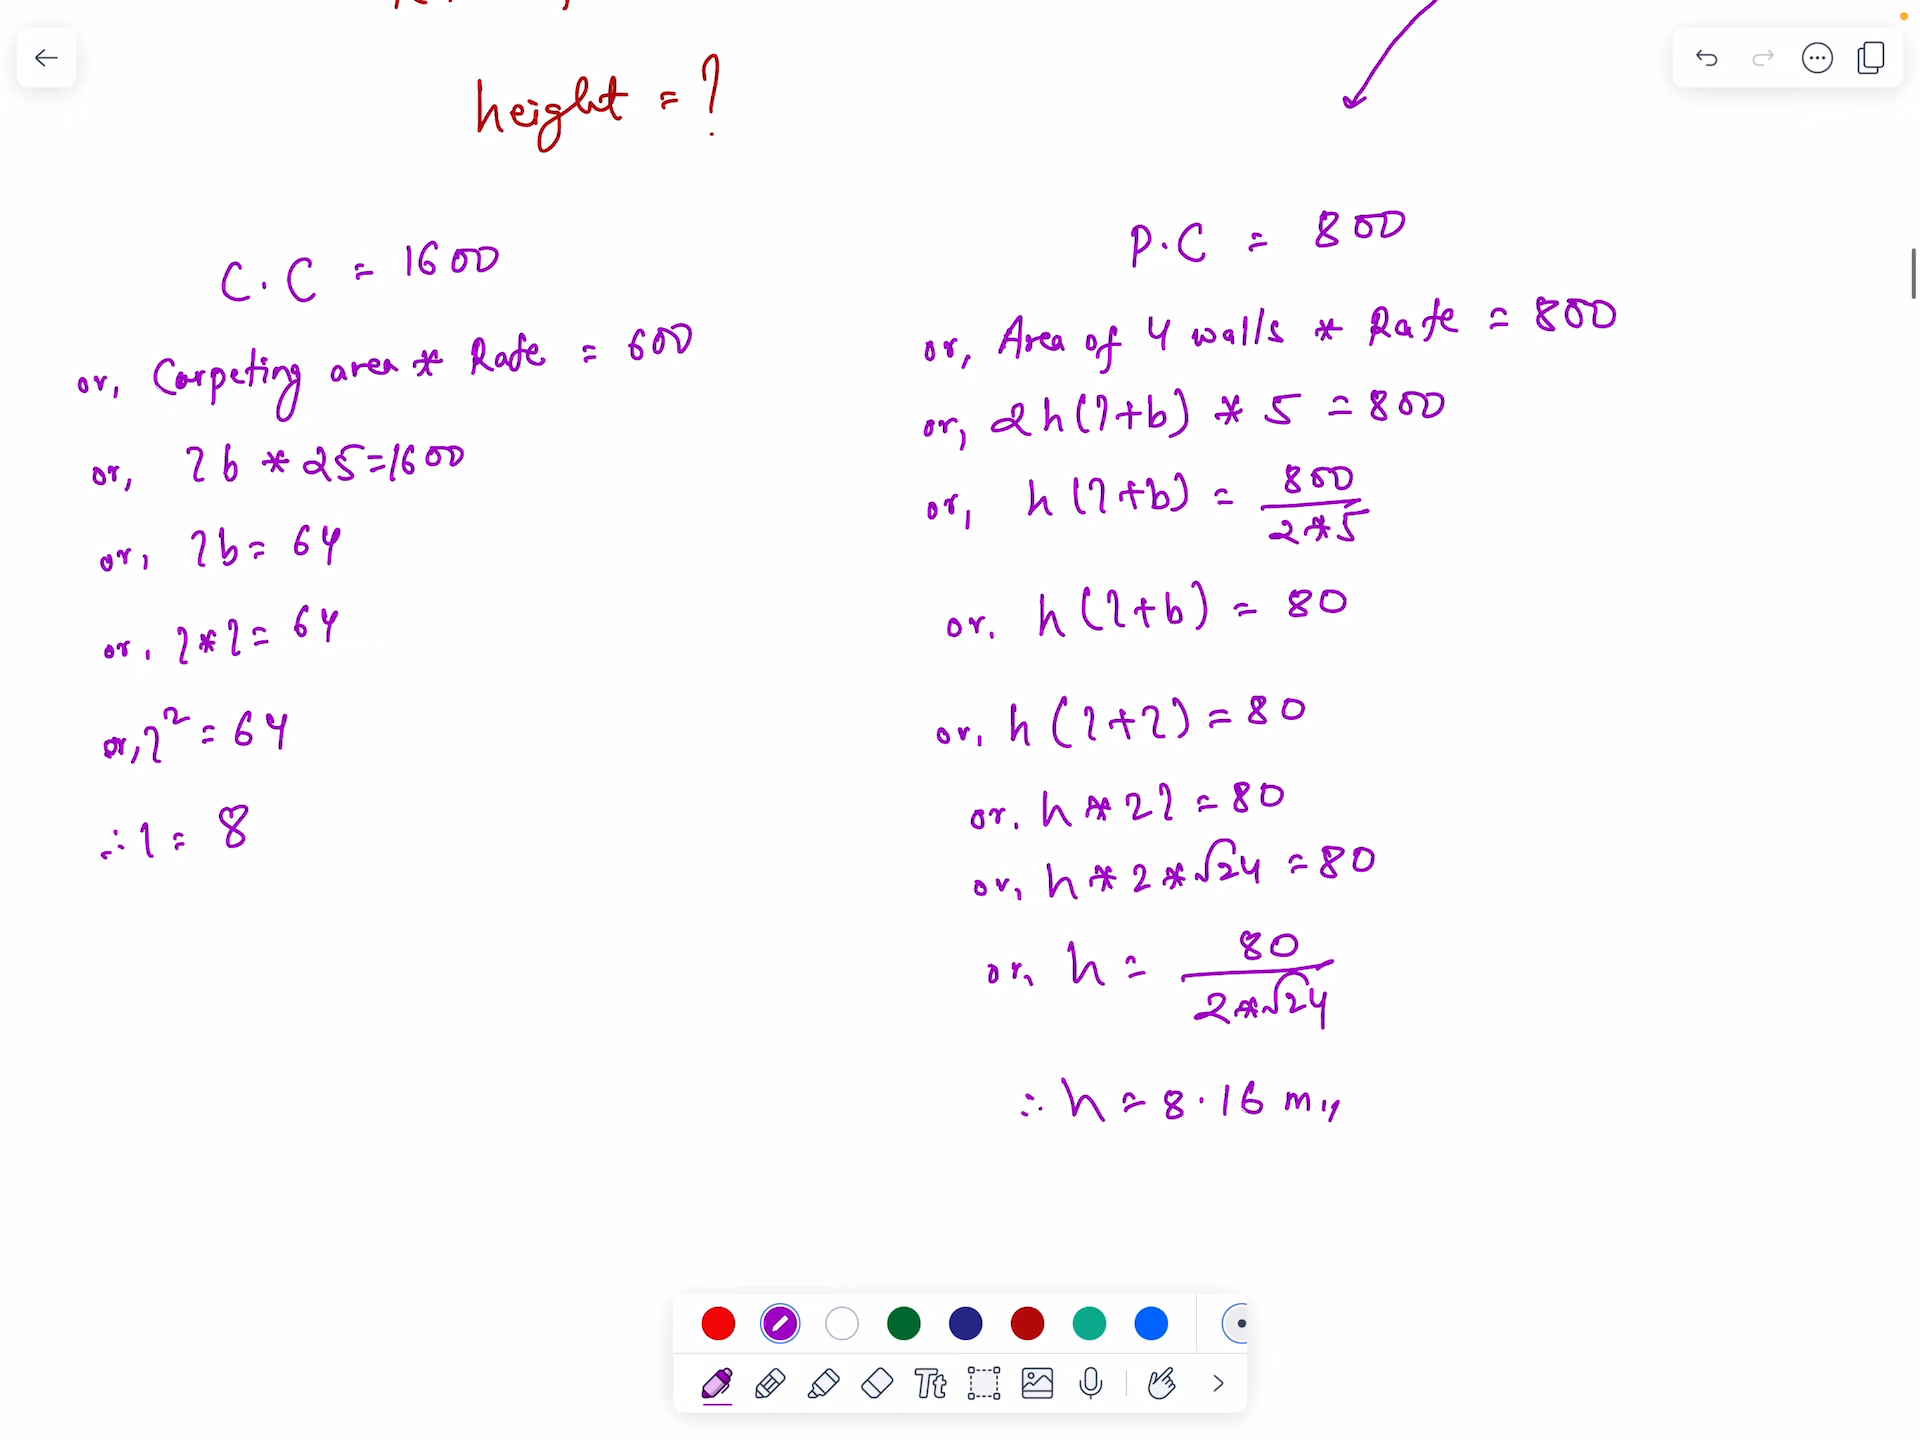 height = ?
C.C = 1600
or, Carpeting area * Rate = 600
or, lb * 25 = 1600
or, lb = 64
or, l * l = 64
or, l² = 64
∴ l = 8
P.C = 800
or, Area of 4 walls * Rate = 800
or, 2h(l+b) * 5 = 800
or, h(l+b) = 800/2*5
or, h(l+b) = 80
or, h(l+l) = 80
or, h * 2l = 80
or, h * 2 * √24 = 80
or, h = 80/2*√24
∴ h = 8.16 m,,
Tt